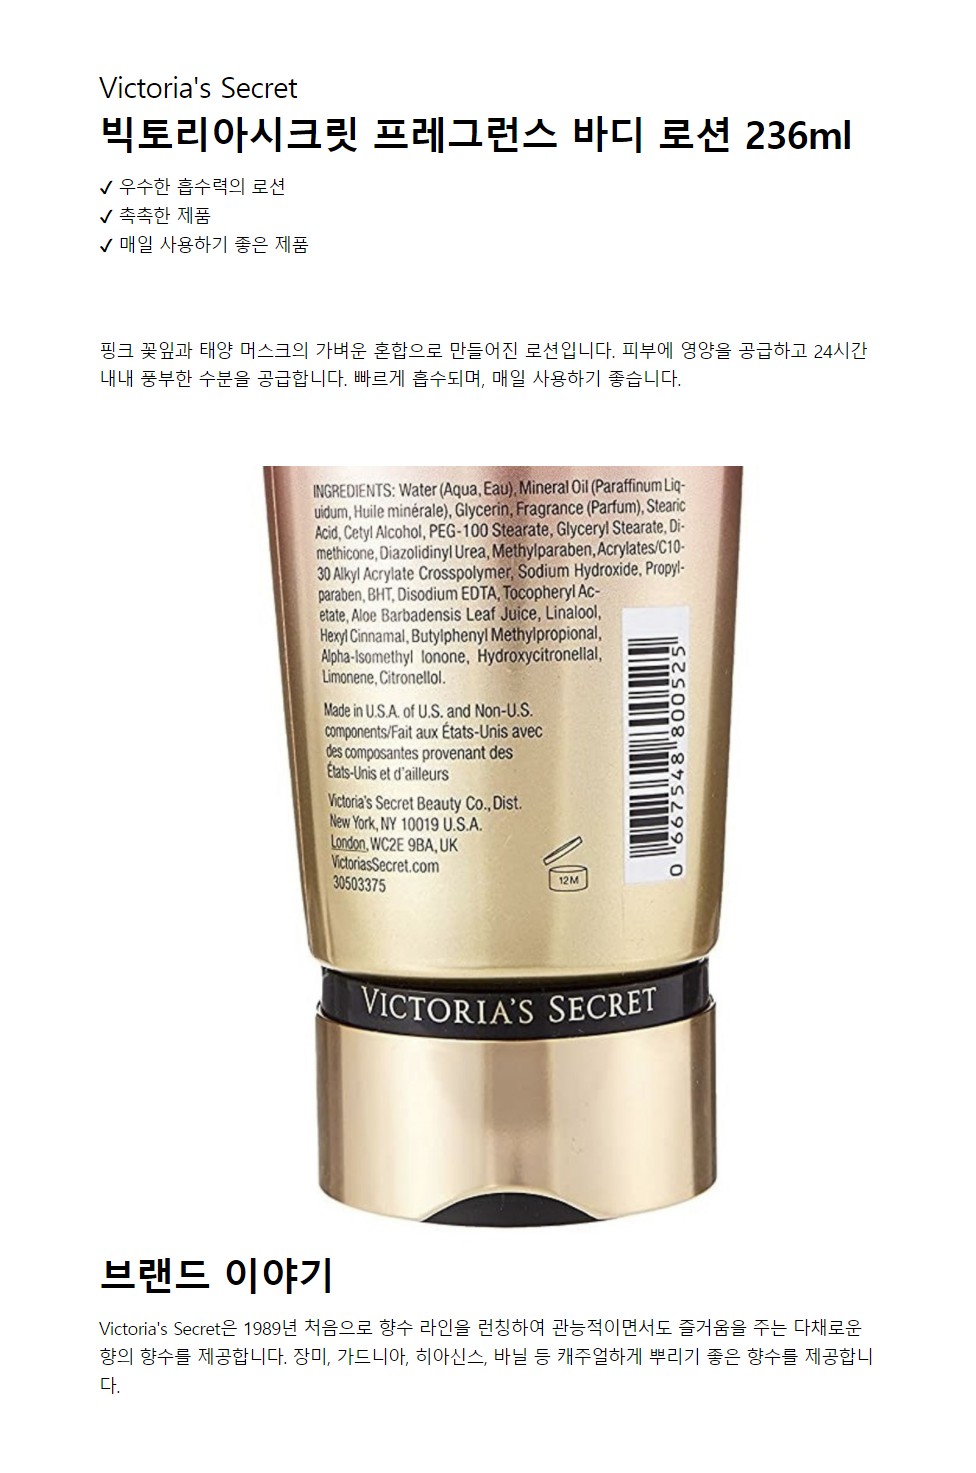 Victoria's Secret
빅토리아시크릿 프레그런스 바디 로션 236ml
✓ 우수한 흡수력의 로션
✓ 촉촉한 제품
✓ 매일 사용하기 좋은 제품
핑크 꽃잎과 태양 머스크의 가벼운 혼합으로 만들어진 로션입니다. 피부에 영양을 공급하고 24시간
내내 풍부한 수분을 공급합니다. 빠르게 흡수되며, 매일 사용하기 좋습니다.
INGREDIENTS: Water (Aqua, Eau), Mineral Oil (Paraffinum Liq-
uidum, Huile minérale), Glycerin, Fragrance (Parfum), Stearic
Acid, Cetyl Alcohol, PEG-100 Stearate, Glyceryl Stearate, Di-
methicone, Diazolidinyl Urea, Methylparaben, Acrylates/C10-
30 Alkyl Acrylate Crosspolymer, Sodium Hydroxide, Propyl-
paraben, BHT, Disodium EDTA, Tocopheryl Ac-
etate, Aloe Barbadensis Leaf Juice, Linalool,
Hexyl Cinnamal, Butylphenyl Methylpropional,
Alpha-Isomethyl Ionone, Hydroxycitronellal,
Limonene, Citronellol.
Made in U.S.A. of U.S. and Non-U.S.
components/Fait aux États-Unis avec
des composantes provenant des
États-Unis et d'ailleurs
Victoria's Secret Beauty Co., Dist.
New York, NY 10019 U.S.A.
London, WC2E 9BA, UK
VictoriasSecret.com
30503375
12M
0 667548 800525
VICTORIA'S SECRET
브랜드 이야기
Victoria's Secret은 1989년 처음으로 향수 라인을 런칭하여 관능적이면서도 즐거움을 주는 다채로운
향의 향수를 제공합니다. 장미, 가드니아, 히아신스, 바닐 등 캐주얼하게 뿌리기 좋은 향수를 제공합니
다.